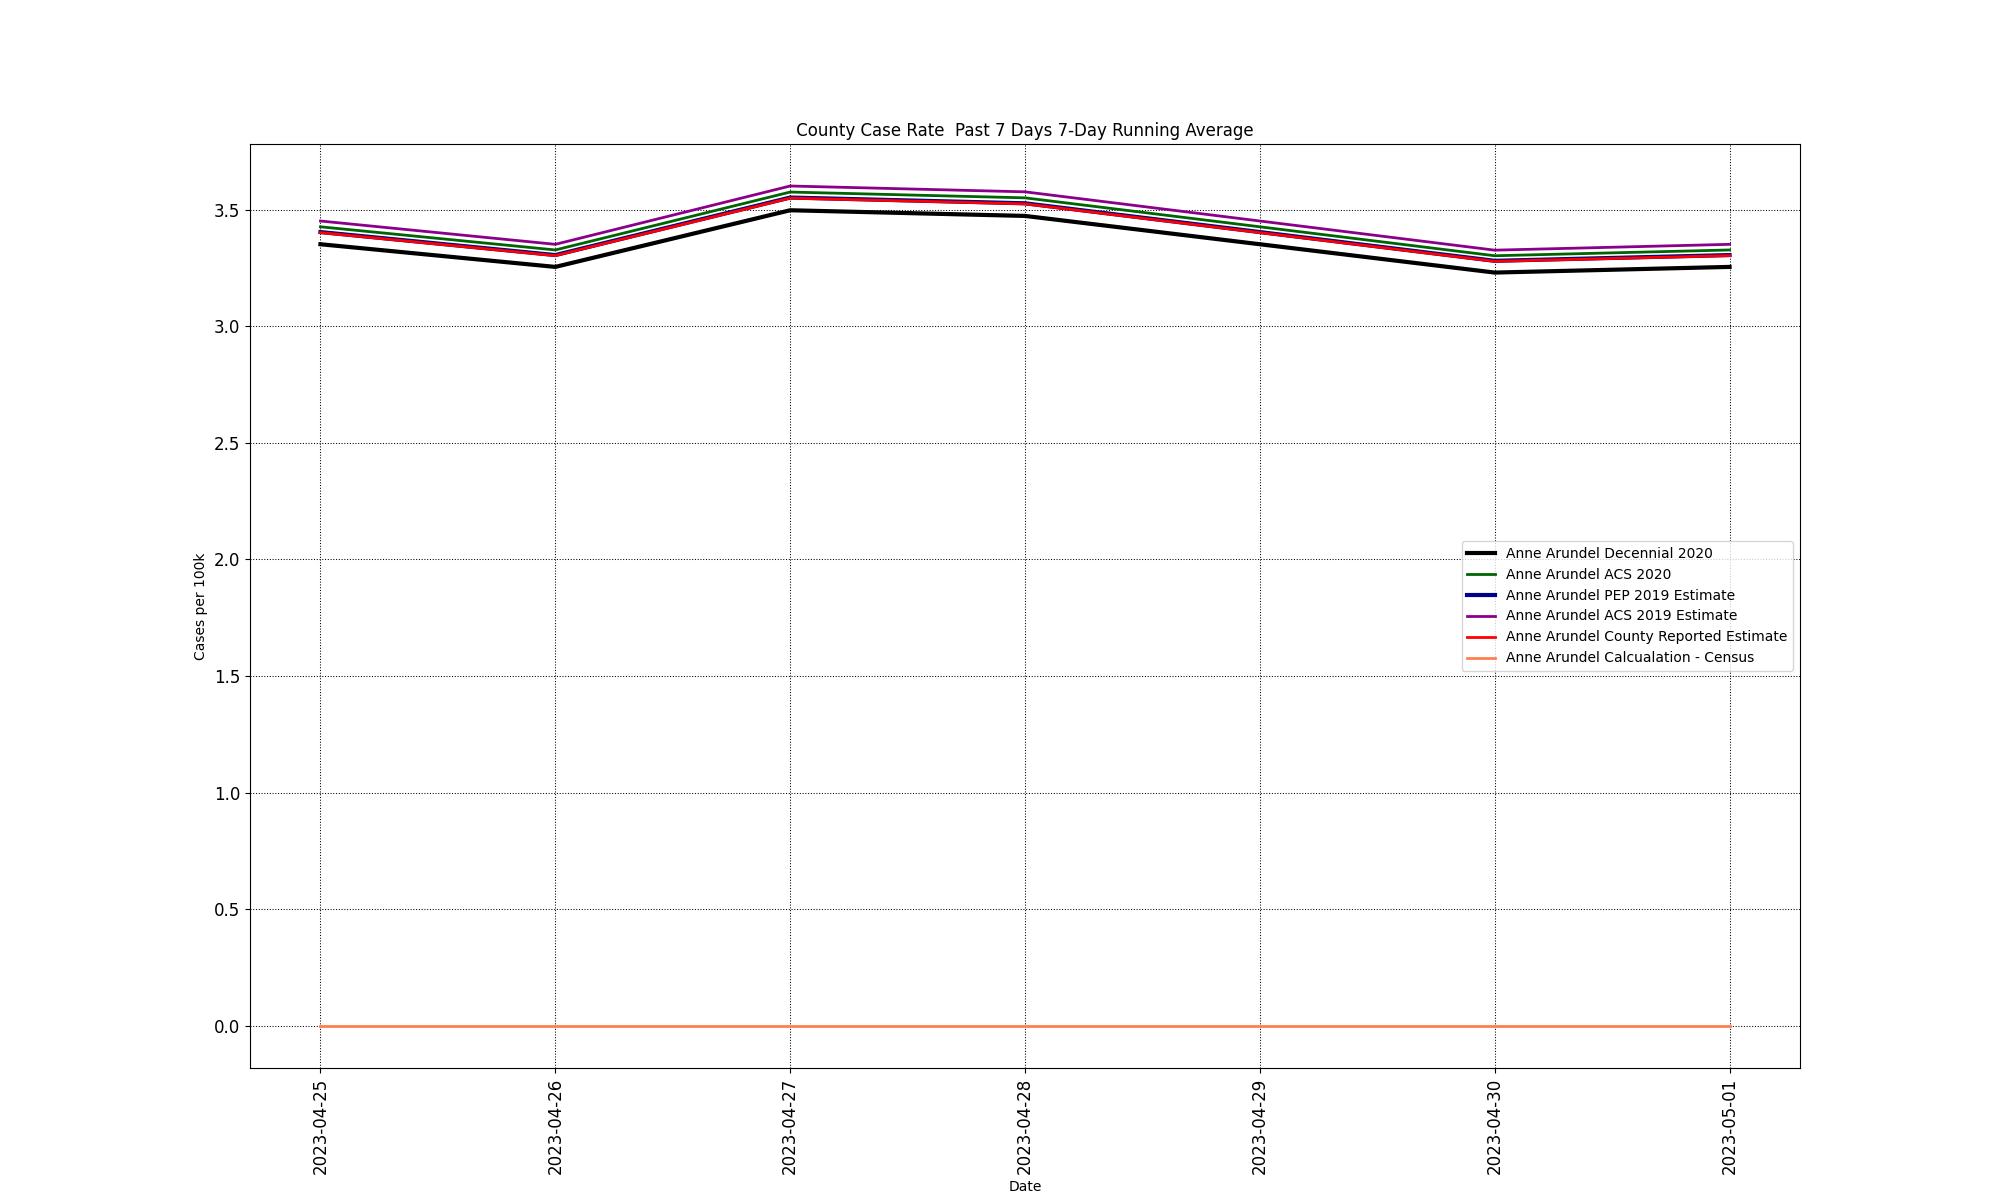 County Case Rate  Past 7 Days 7-Day Running Average
Cases per 100k
3.5
3.0
2.5
2.0
1.5
1.0
0.5
0.0
Anne Arundel Decennial 2020
Anne Arundel ACS 2020
Anne Arundel PEP 2019 Estimate
Anne Arundel ACS 2019 Estimate
Anne Arundel County Reported Estimate
Anne Arundel Calcualation - Census
2023-04-25
2023-04-26
2023-04-27
2023-04-28
2023-04-29
2023-04-30
2023-05-01
Date